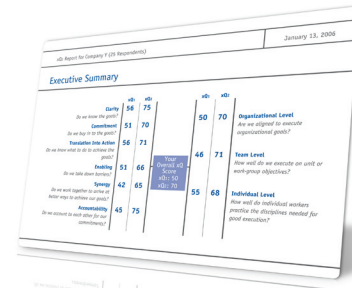 xQ2 Report for Company Y (25 Respondents)
January 13, 2006
Executive Summary
xQ1 xQ2
Clarity 56 75
Do we know the goals?
Commitment 51 70
Do we buy in to the goals?
Translation Into Action 56 71
Do we know what to do to achieve the
goals?
Enabling 51 66
Do we take down barriers?
Synergy 42 65
Do we work together to arrive at
better ways to achieve our goals?
Accountability 45 75
Do we account to each other for our
commitments?
Your
Overall xQ
Score
xQ1: 50
xQ2: 70
xQ1 xQ2
50 70 Organizational Level
Are we aligned to execute
organizational goals?
46 71 Team Level
How well do we execute on unit or
work-group objectives?
55 68 Individual Level
How well do individual workers
practice the disciplines needed for
good execution?